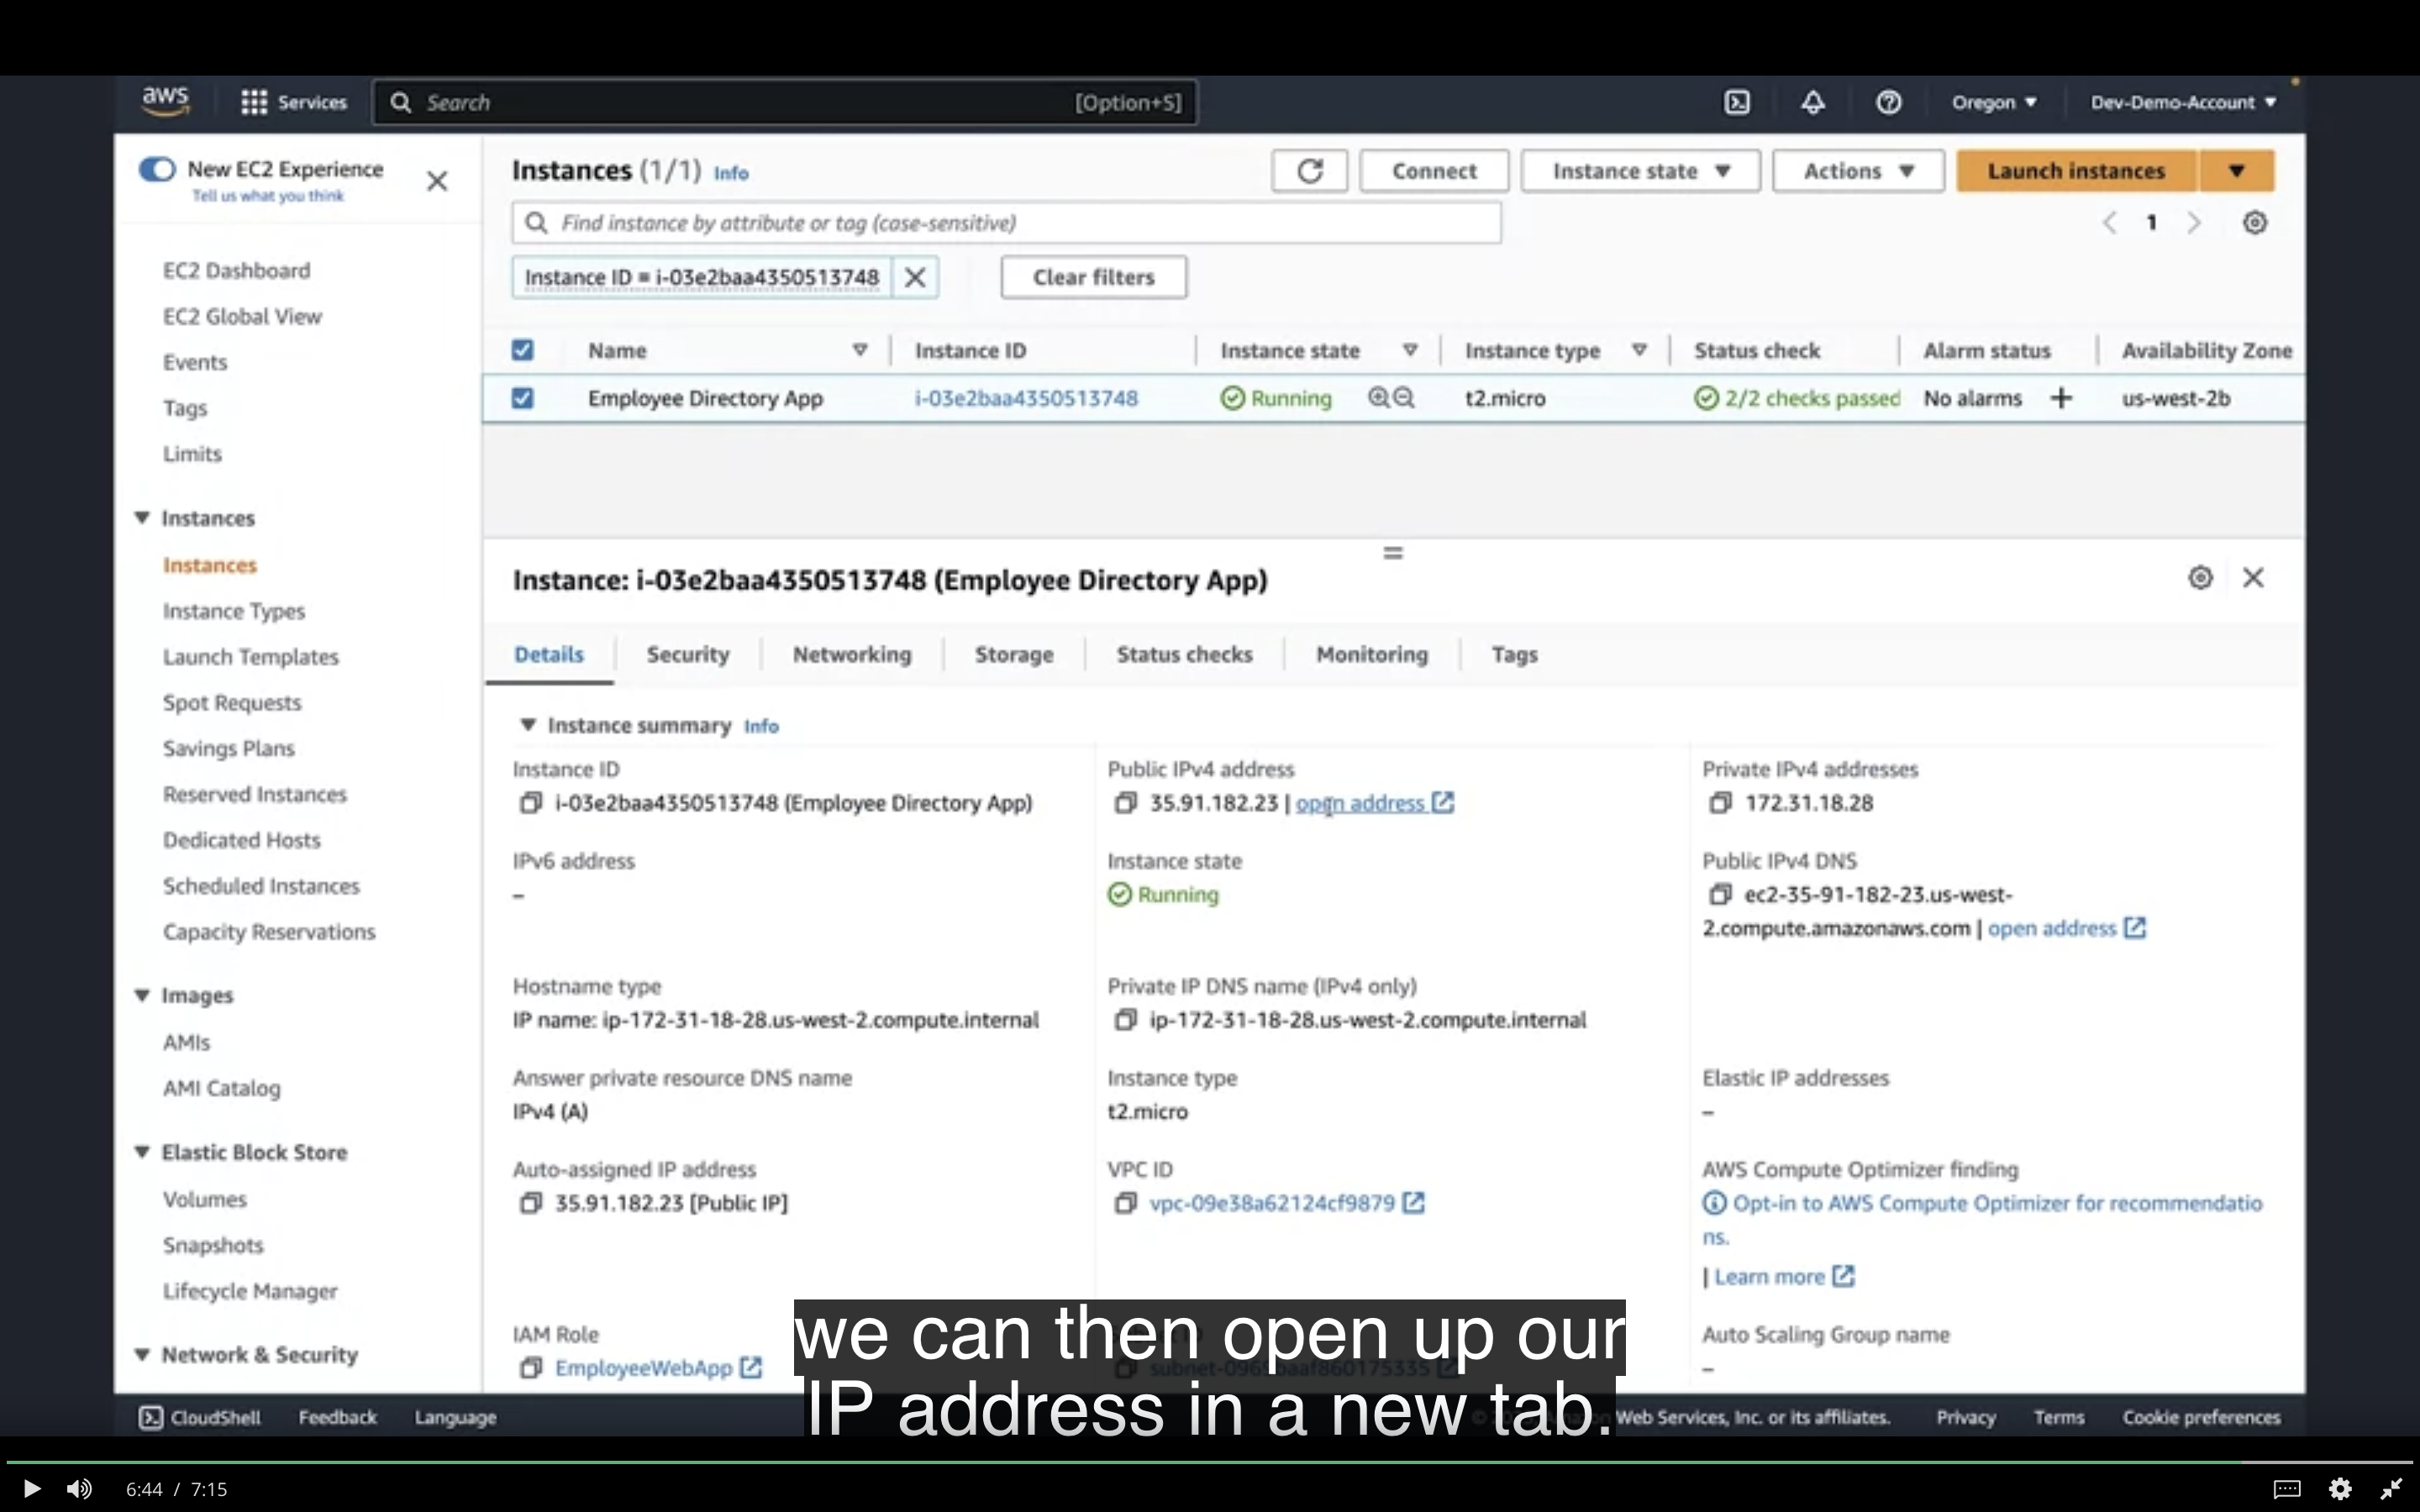 aws
Services
Search
[Option+S]
Oregon
Dev-Demo-Account
New EC2 Experience
Tell us what you think
EC2 Dashboard
EC2 Global View
Events
Tags
Limits
Instances
Instances
Instance Types
Launch Templates
Spot Requests
Savings Plans
Reserved Instances
Dedicated Hosts
Scheduled Instances
Capacity Reservations
Images
AMIs
AMI Catalog
Elastic Block Store
Volumes
Snapshots
Lifecycle Manager
Network & Security
Instances (1/1) Info
Connect
Instance state
Actions
Launch instances
Find instance by attribute or tag (case-sensitive)
1
Instance ID = i-03e2baa4350513748
Clear filters
Name
Instance ID
Instance state
Instance type
Status check
Alarm status
Availability Zone
Employee Directory App
i-03e2baa4350513748
Running
t2.micro
2/2 checks passed
No alarms +
us-west-2b
Instance: i-03e2baa4350513748 (Employee Directory App)
Details
Security
Networking
Storage
Status checks
Monitoring
Tags
Instance summary Info
Instance ID
i-03e2baa4350513748 (Employee Directory App)
Public IPv4 address
35.91.182.23 | open address
Private IPv4 addresses
172.31.18.28
IPv6 address
–
Instance state
Running
Public IPv4 DNS
ec2-35-91-182-23.us-west-
2.compute.amazonaws.com | open address
Hostname type
IP name: ip-172-31-18-28.us-west-2.compute.internal
Private IP DNS name (IPv4 only)
ip-172-31-18-28.us-west-2.compute.internal
Answer private resource DNS name
IPv4 (A)
Instance type
t2.micro
Elastic IP addresses
–
Auto-assigned IP address
35.91.182.23 [Public IP]
VPC ID
vpc-09e38a62124cf9879
AWS Compute Optimizer finding
Opt-in to AWS Compute Optimizer for recommendatio
ns.
| Learn more
IAM Role
EmployeeWebApp
Auto Scaling Group name
–
we can then open up our
IP address in a new tab.
CloudShell
Feedback
Language
Web Services, Inc. or its affiliates.
Privacy
Terms
Cookie preferences
6:44 / 7:15